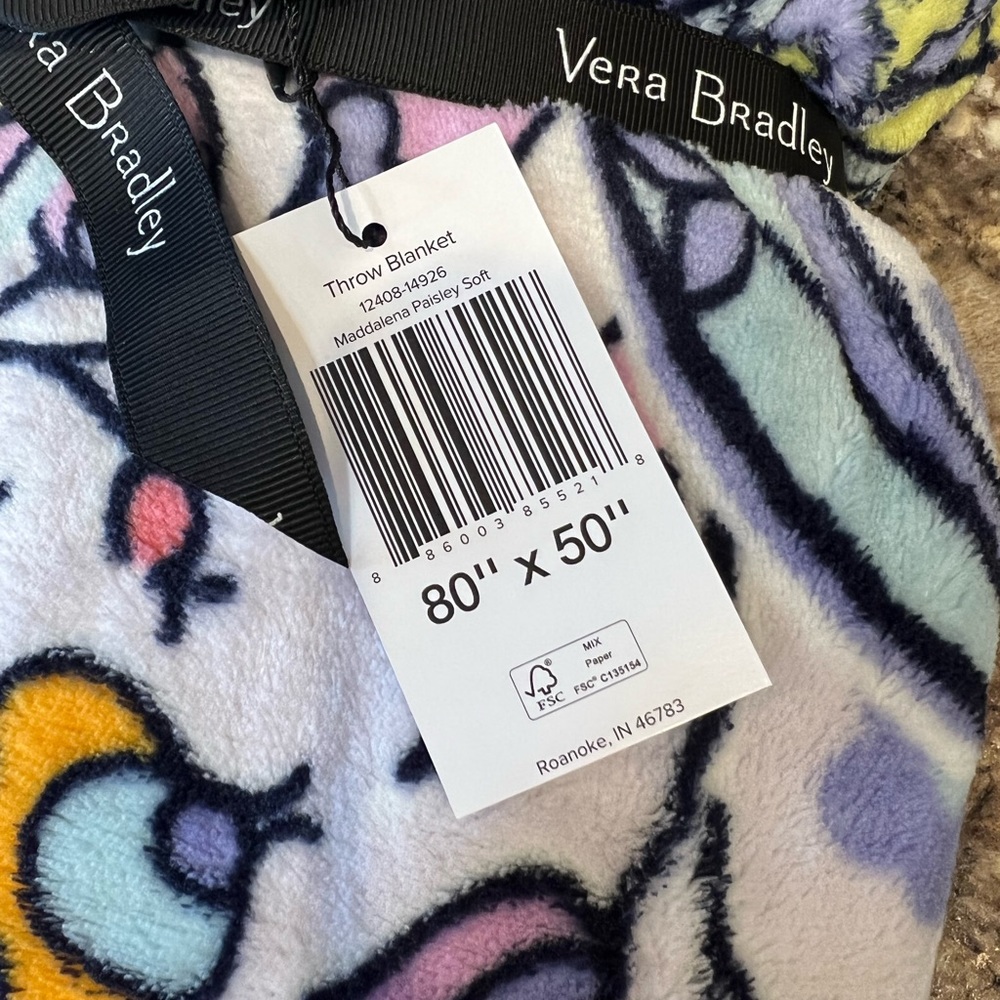 Vera Bradley
Bradley
Throw Blanket
12408-14926
Maddalena Paisley Soft
8 86003 85521 8
80" x 50"
MIX
Paper
FSC® C135154
FSC
Roanoke, IN 46783